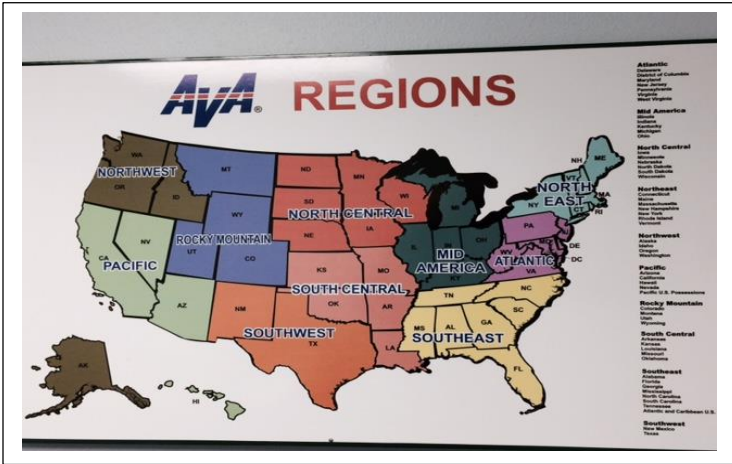 AVA® REGIONS
Atlantic
Delaware
District of Columbia
Maryland
New Jersey
Pennsylvania
Virginia
West Virginia
Mid America
Illinois
Indiana
Kentucky
Michigan
Ohio
North Central
Iowa
Minnesota
Nebraska
North Dakota
South Dakota
Wisconsin
Northeast
Connecticut
Maine
Massachusetts
New Hampshire
New York
Rhode Island
Vermont
Northwest
Alaska
Idaho
Oregon
Washington
Pacific
Arizona
California
Hawaii
Nevada
Pacific U.S. Possessions
Rocky Mountain
Colorado
Montana
Utah
Wyoming
South Central
Arkansas
Kansas
Louisiana
Missouri
Oklahoma
Southeast
Alabama
Florida
Georgia
Mississippi
North Carolina
South Carolina
Tennessee
Atlantic and Caribbean U.S.
Southwest
New Mexico
Texas
WA
NORTHWEST
OR
ID
MT
ROCKY MOUNTAIN
WY
UT
CO
ND
SD
MN
WI
NORTH CENTRAL
NE
IA
MI
IL
IN
OH
MID
AMERICA
KY
NH
ME
VT
MA
NY
NORTH
EAST
CT
RI
PA
DE
DC
WV
ATLANTIC
VA
CA
NV
PACIFIC
AZ
KS
MO
SOUTH CENTRAL
OK
AR
LA
NM
SOUTHWEST
TX
TN
NC
SC
MS
AL
GA
SOUTHEAST
FL
AK
HI